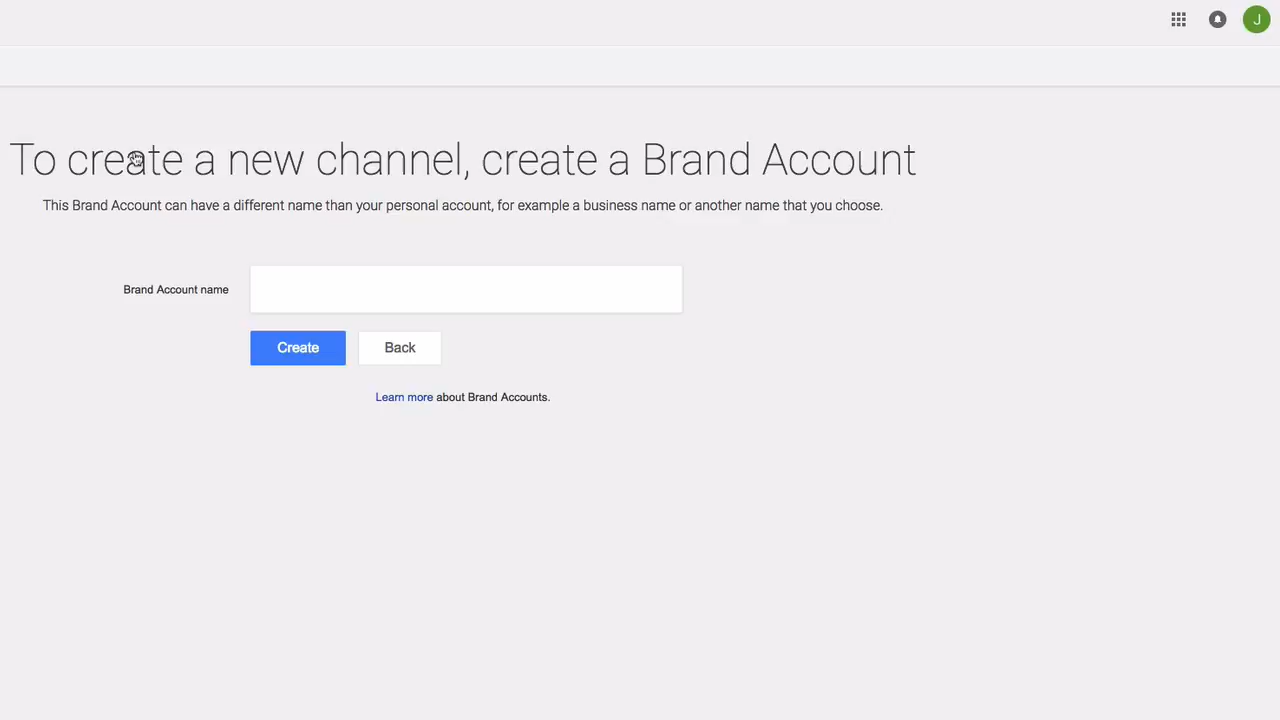 J
To create a new channel, create a Brand Account
This Brand Account can have a different name than your personal account, for example a business name or another name that you choose.
Brand Account name
Create Back
Learn more about Brand Accounts.